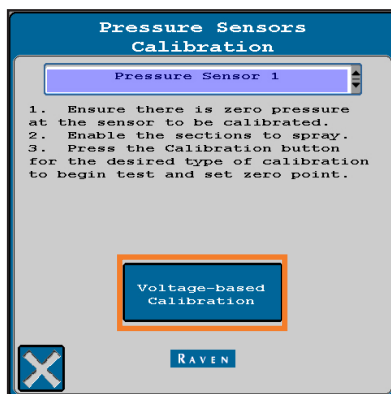 Pressure Sensors
Calibration
Pressure Sensor 1
1. Ensure there is zero pressure
at the sensor to be calibrated.
2. Enable the sections to spray.
3. Press the Calibration button
for the desired type of calibration
to begin test and set zero point.
Voltage-based
Calibration
RAVEN